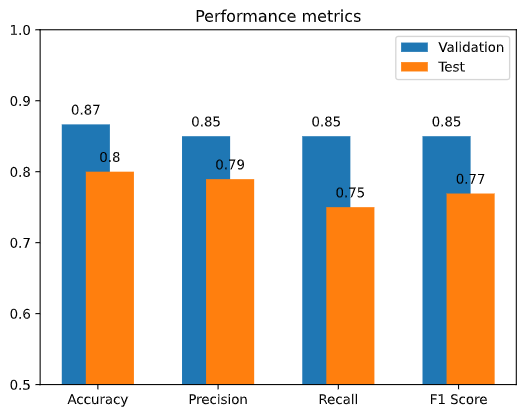 Performance metrics
1.0
0.9
0.8
0.7
0.6
0.5
Validation
Test
0.87
0.8
0.85
0.79
0.85
0.75
0.85
0.77
Accuracy
Precision
Recall
F1 Score